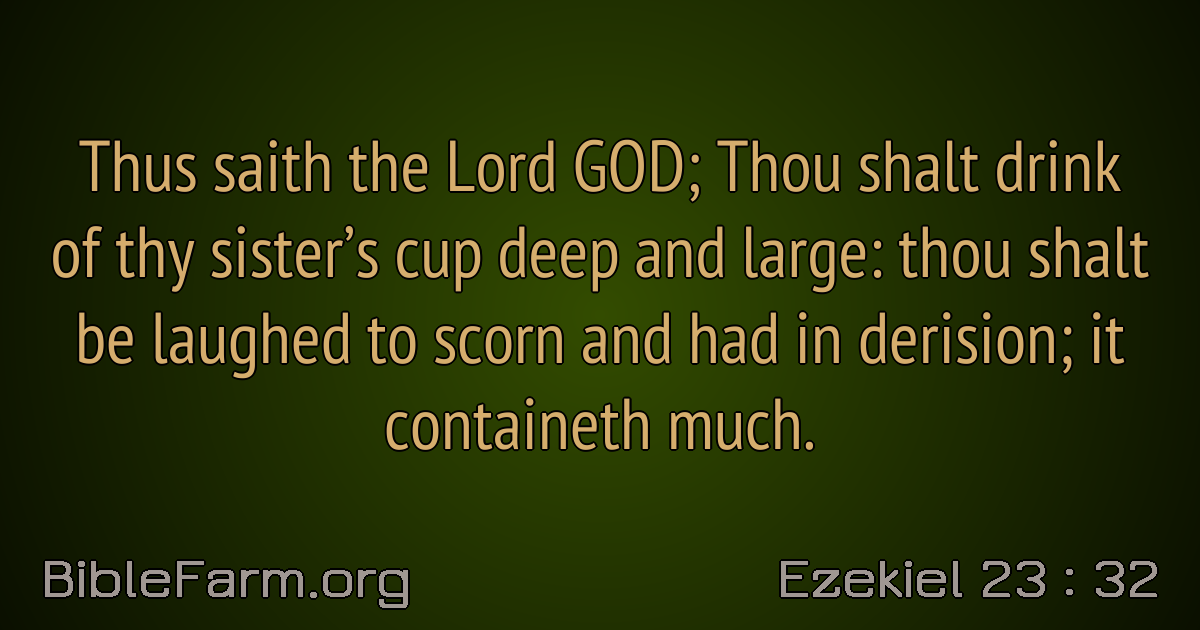 Thus saith the Lord GOD; Thou shalt drink
of thy sister’s cup deep and large: thou shalt
be laughed to scorn and had in derision; it
containeth much.
BibleFarm.org
Ezekiel 23 : 32